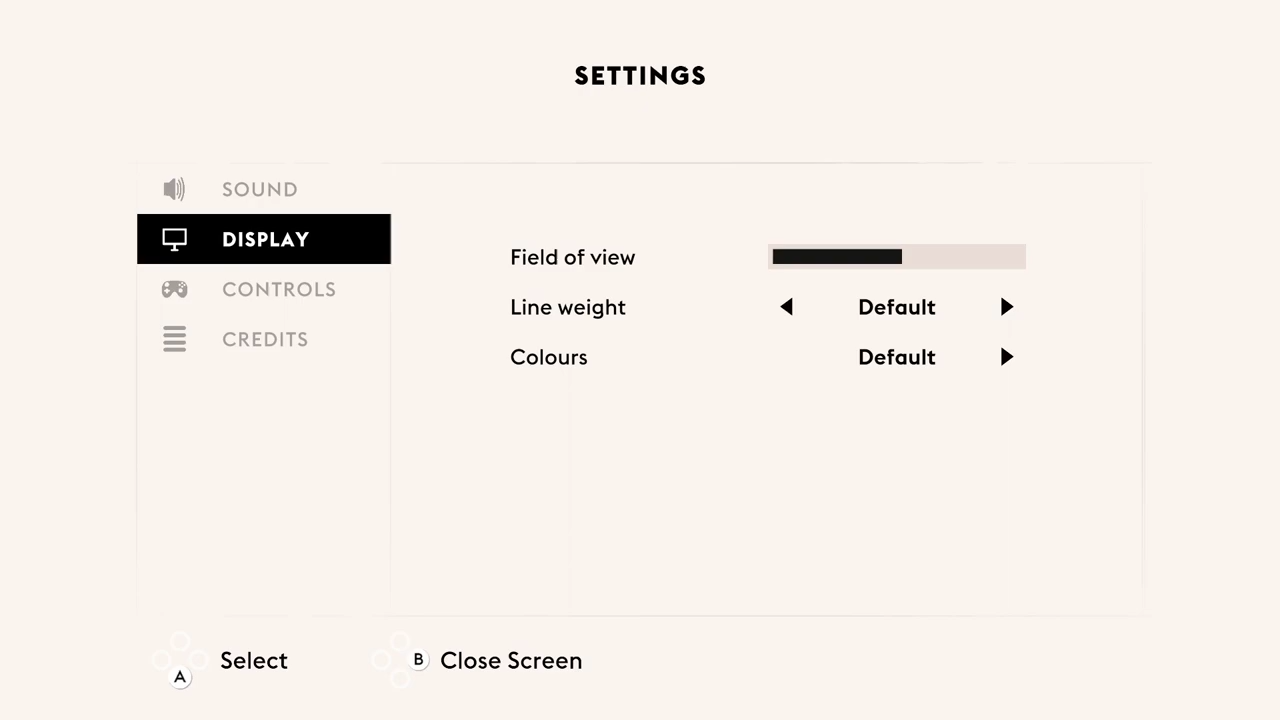 SETTINGS
SOUND
DISPLAY
CONTROLS
CREDITS
Field of view
Line weight
Default
Colours
Default
A Select
B Close Screen